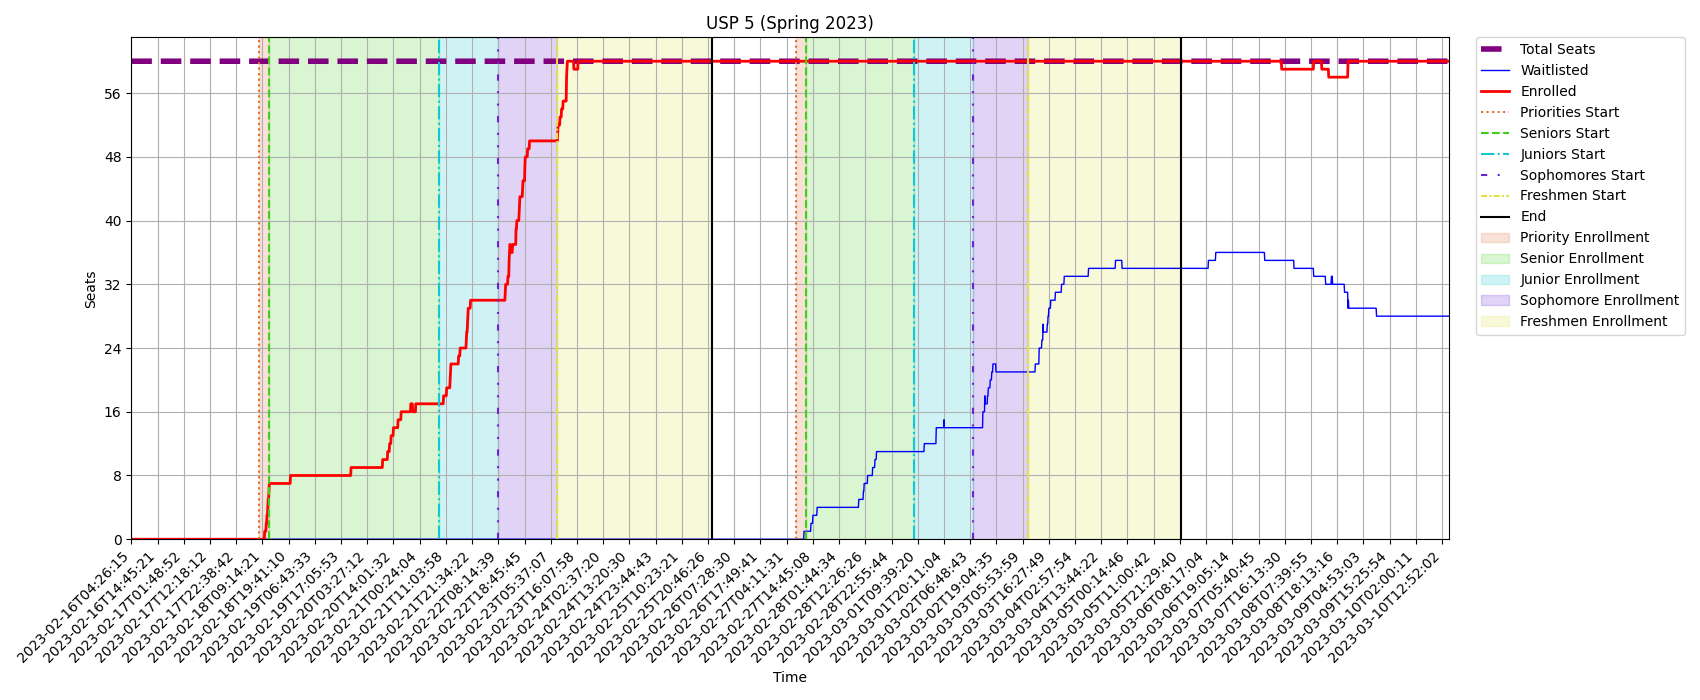 USP 5 (Spring 2023)
Total Seats
Waitlisted
Enrolled
Priorities Start
Seniors Start
Juniors Start
Sophomores Start
Freshmen Start
End
Priority Enrollment
Senior Enrollment
Junior Enrollment
Sophomore Enrollment
Freshmen Enrollment
Seats
56
48
40
32
24
16
8
0
2023-02-16T04:26:15
2023-02-16T14:45:21
2023-02-17T01:48:52
2023-02-17T12:18:12
2023-02-17T22:38:42
2023-02-18T09:14:21
2023-02-18T19:41:10
2023-02-19T06:43:33
2023-02-19T17:05:53
2023-02-20T03:27:12
2023-02-20T14:01:32
2023-02-21T00:24:04
2023-02-21T11:03:58
2023-02-21T21:34:22
2023-02-22T08:14:39
2023-02-22T18:45:45
2023-02-23T05:37:07
2023-02-23T16:07:58
2023-02-24T02:37:20
2023-02-24T13:20:30
2023-02-24T23:44:43
2023-02-25T10:23:21
2023-02-25T20:46:26
2023-02-26T07:28:30
2023-02-26T17:49:41
2023-02-27T04:11:31
2023-02-27T14:45:08
2023-02-28T01:44:34
2023-02-28T12:26:26
2023-02-28T22:55:44
2023-03-01T09:39:20
2023-03-01T20:11:04
2023-03-02T06:48:43
2023-03-02T19:04:35
2023-03-03T05:53:59
2023-03-03T16:27:49
2023-03-04T02:57:54
2023-03-04T13:44:22
2023-03-05T00:14:46
2023-03-05T11:00:42
2023-03-05T21:29:40
2023-03-06T08:17:04
2023-03-06T19:05:14
2023-03-07T05:40:45
2023-03-07T16:13:30
2023-03-08T07:39:55
2023-03-08T18:13:16
2023-03-09T04:53:03
2023-03-09T15:25:54
2023-03-10T02:00:11
2023-03-10T12:52:02
Time